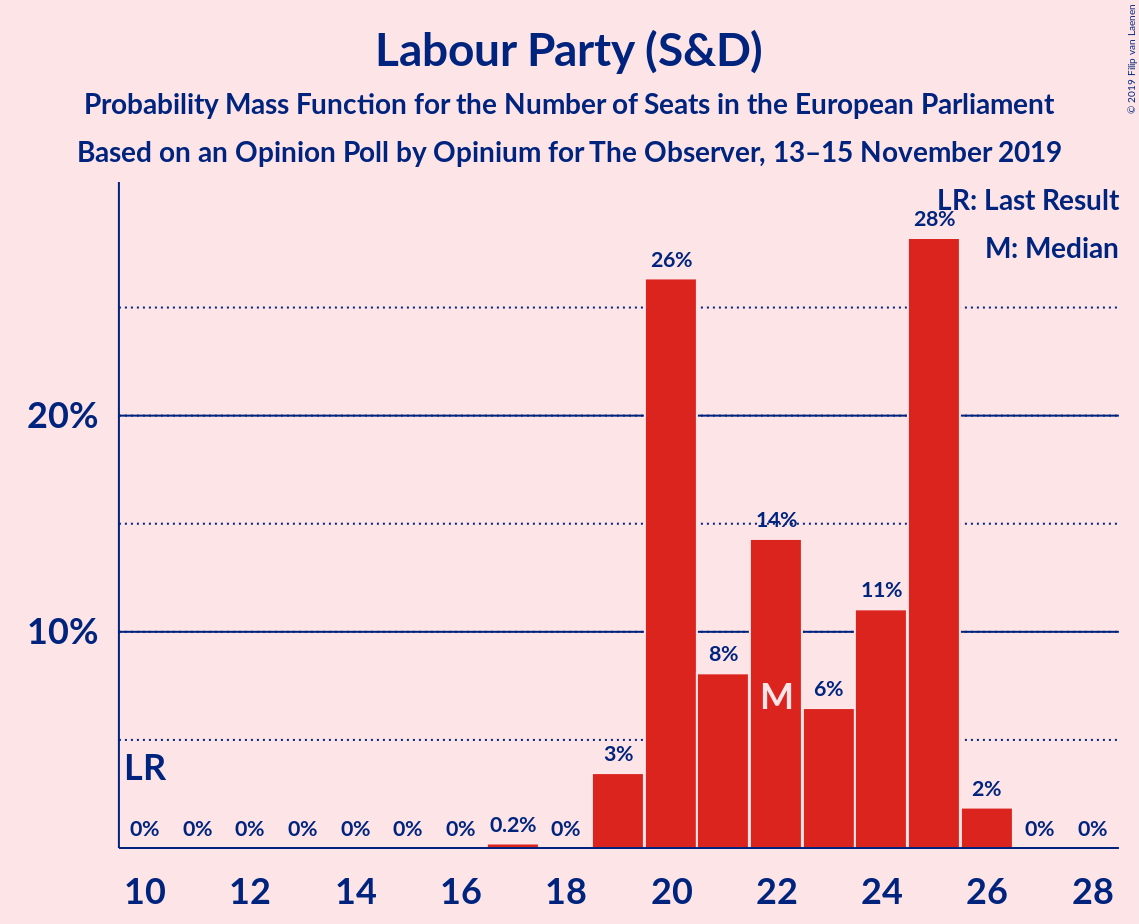 Labour Party (S&D)
Probability Mass Function for the Number of Seats in the European Parliament
Based on an Opinion Poll by Opinium for The Observer, 13–15 November 2019
© 2019 Filip van Laenen
LR: Last Result
M: Median
20%
10%
LR
0% 0% 0% 0% 0% 0% 0% 0.2% 0% 3% 26% 8% 14% 6% 11% 28% 2% 0% 0%
M
10 12 14 16 18 20 22 24 26 28